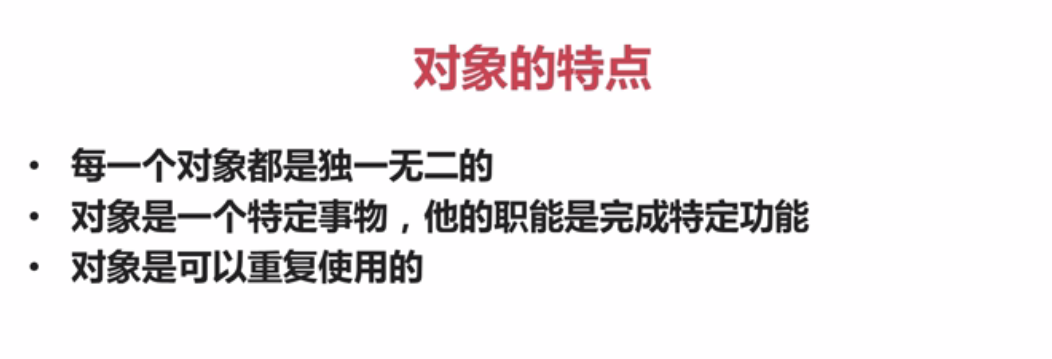 对象的特点
• 每一个对象都是独一无二的
• 对象是一个特定事物，他的职能是完成特定功能
• 对象是可以重复使用的